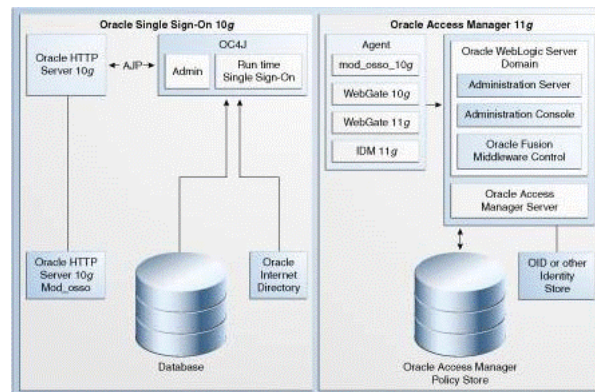 Oracle Single Sign-On 10g
Oracle HTTP
Server 10g
AJP
OC4J
Admin
Run time
Single Sign-On
Oracle HTTP
Server 10g
Mod_osso
Database
Oracle
Internet
Directory
Oracle Access Manager 11g
Agent
mod_osso_10g
WebGate 10g
WebGate 11g
IDM 11g
Oracle WebLogic Server
Domain
Administration Server
Administration Console
Oracle Fusion
Middleware Control
Oracle Access
Manager Server
Oracle Access Manager
Policy Store
OID or other
Identity
Store